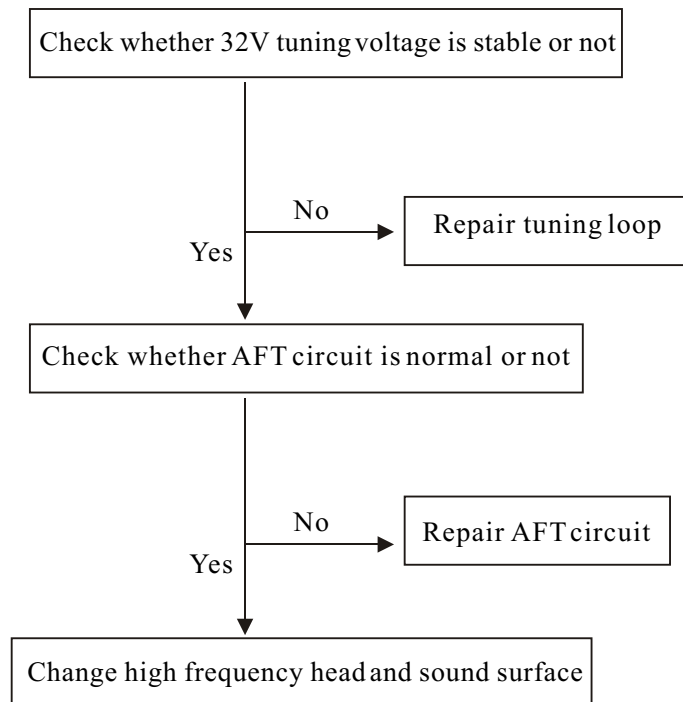 Check whether 32V tuning voltage is stable or not
No
Repair tuning loop
Yes
Check whether AFT circuit is normal or not
No
Repair AFT circuit
Yes
Change high frequency head and sound surface